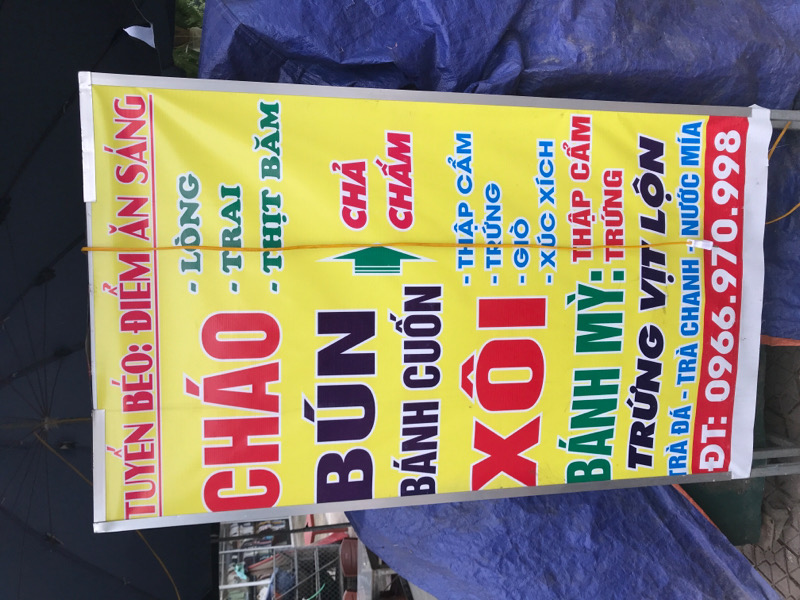 TUYỂN BÉO: ĐIỂM ĂN SÁNG
CHÁO
- LÒNG
- TRAI
- THỊT BĂM
BÚN
BÁNH CUỐN
CHẢ
CHẤM
XÔI
- THẬP CẨM
- TRỨNG
- GIÒ
- XÚC XÍCH
BÁNH MỲ:
THẬP CẨM
TRỨNG
TRỨNG VỊT LỘN
TRÀ ĐÁ - TRÀ CHANH - NƯỚC MÍA
ĐT: 0966.970.998